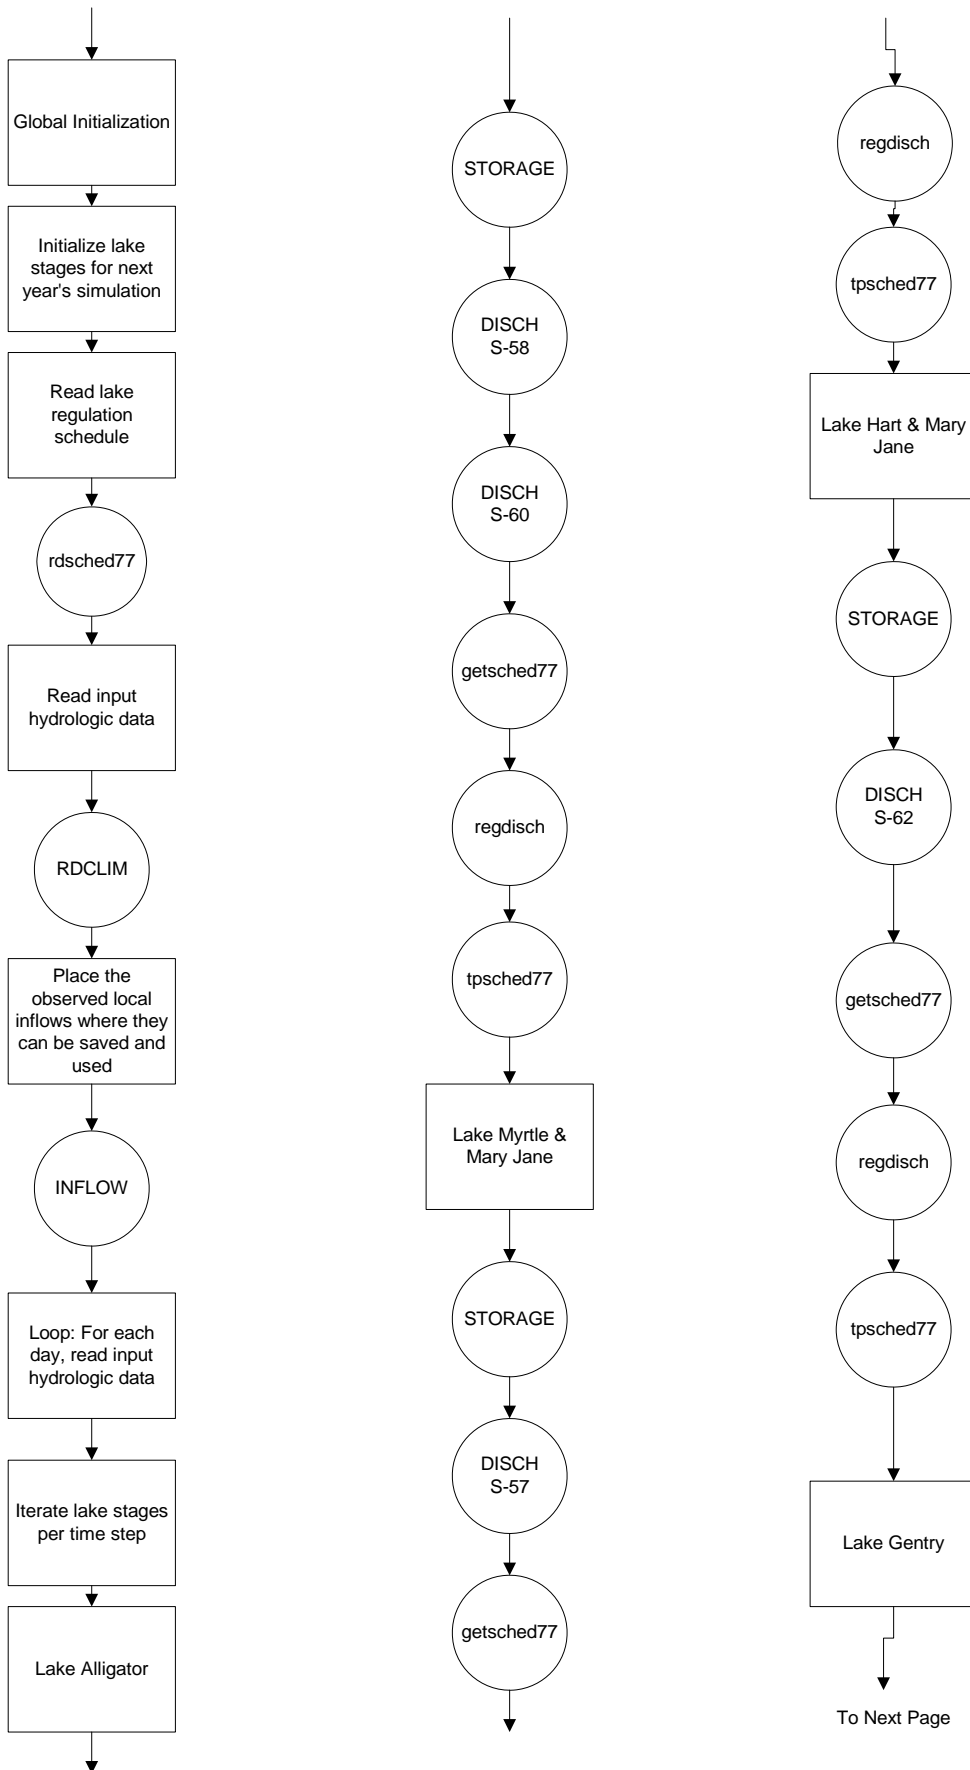 Global Initialization
Initialize lake
stages for next
year's simulation
Read lake
regulation
schedule
rdsched77
Read input
hydrologic data
RDCLIM
Place the
observed local
inflows where they
can be saved and
used
INFLOW
Loop: For each
day, read input
hydrologic data
Iterate lake stages
per time step
Lake Alligator
STORAGE
DISCH
S-58
DISCH
S-60
getsched77
regdisch
tpsched77
Lake Myrtle &
Mary Jane
STORAGE
DISCH
S-57
getsched77
regdisch
tpsched77
Lake Hart & Mary
Jane
STORAGE
DISCH
S-62
getsched77
regdisch
tpsched77
Lake Gentry
To Next Page